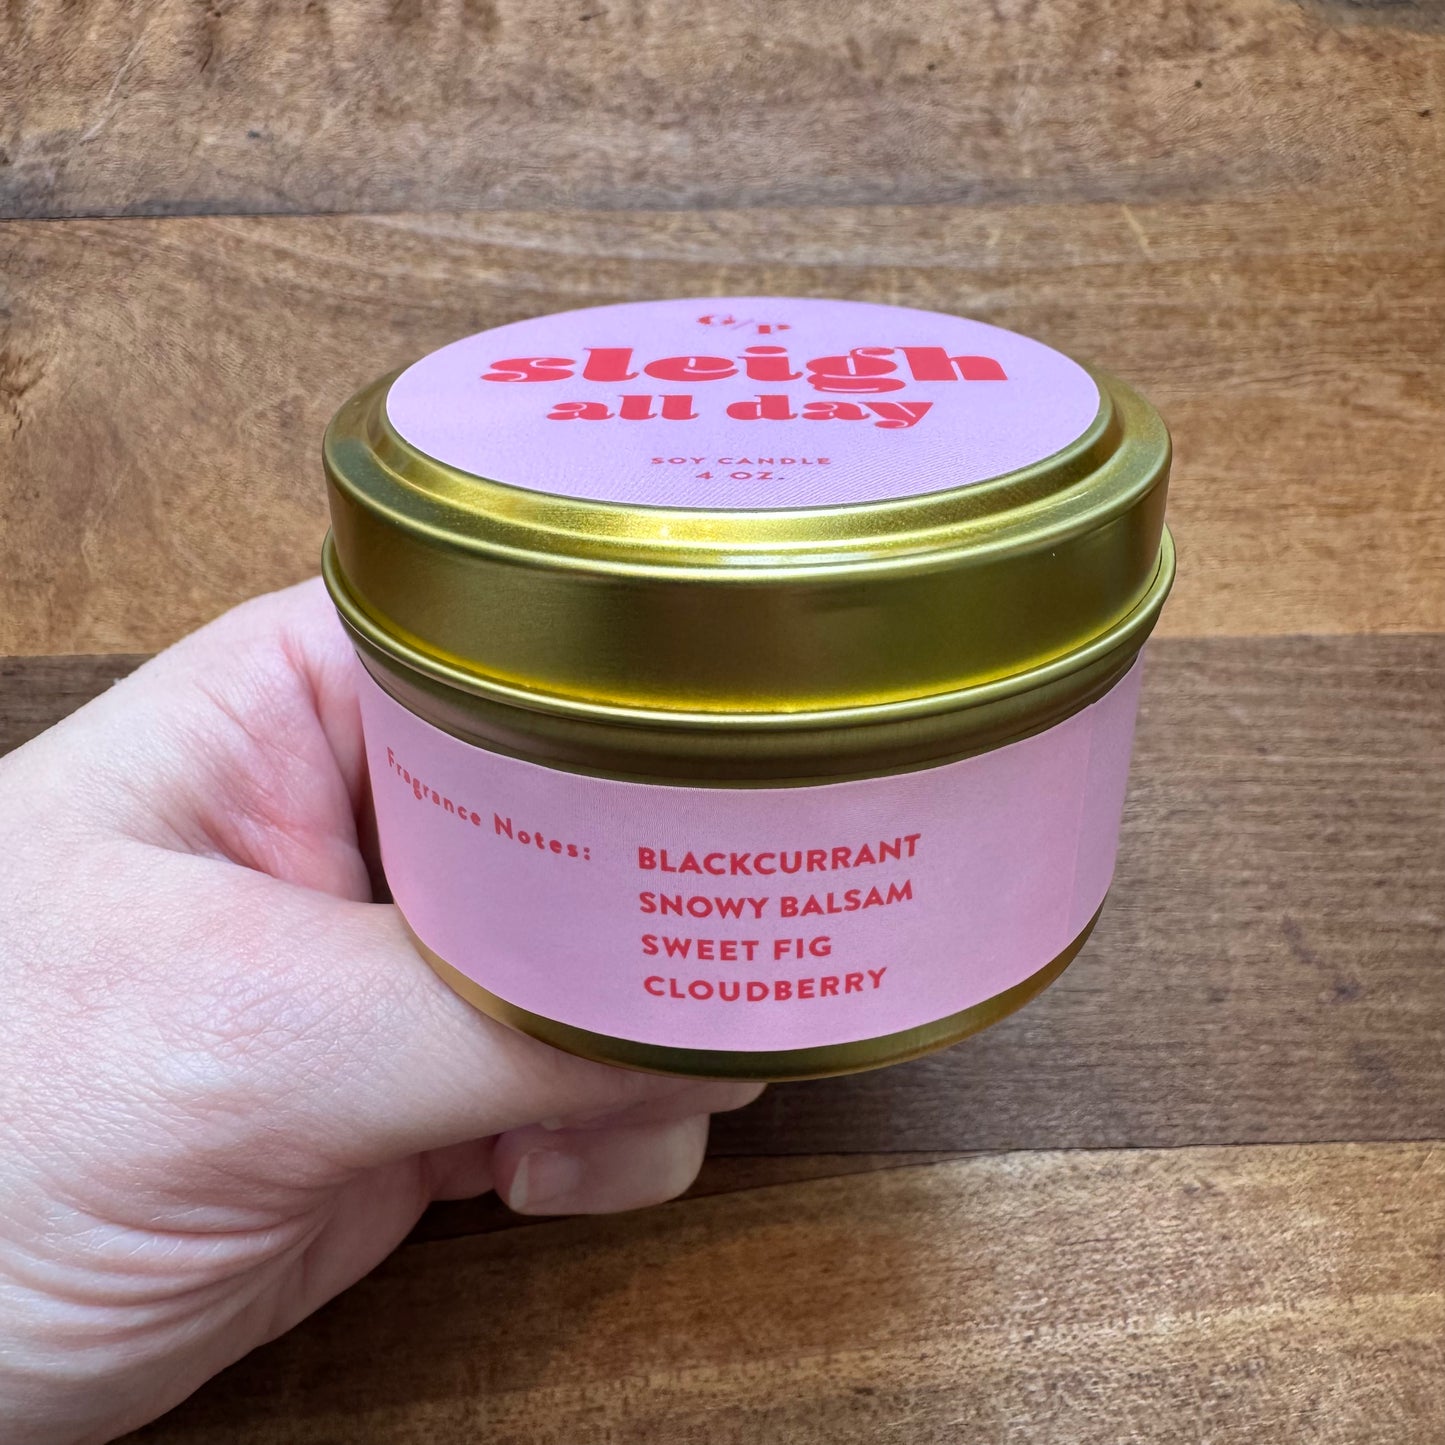 G/P
sleigh
all day
SOY CANDLE
4 OZ.
Fragrance Notes:
BLACKCURRANT
SNOWY BALSAM
SWEET FIG
CLOUDBERRY